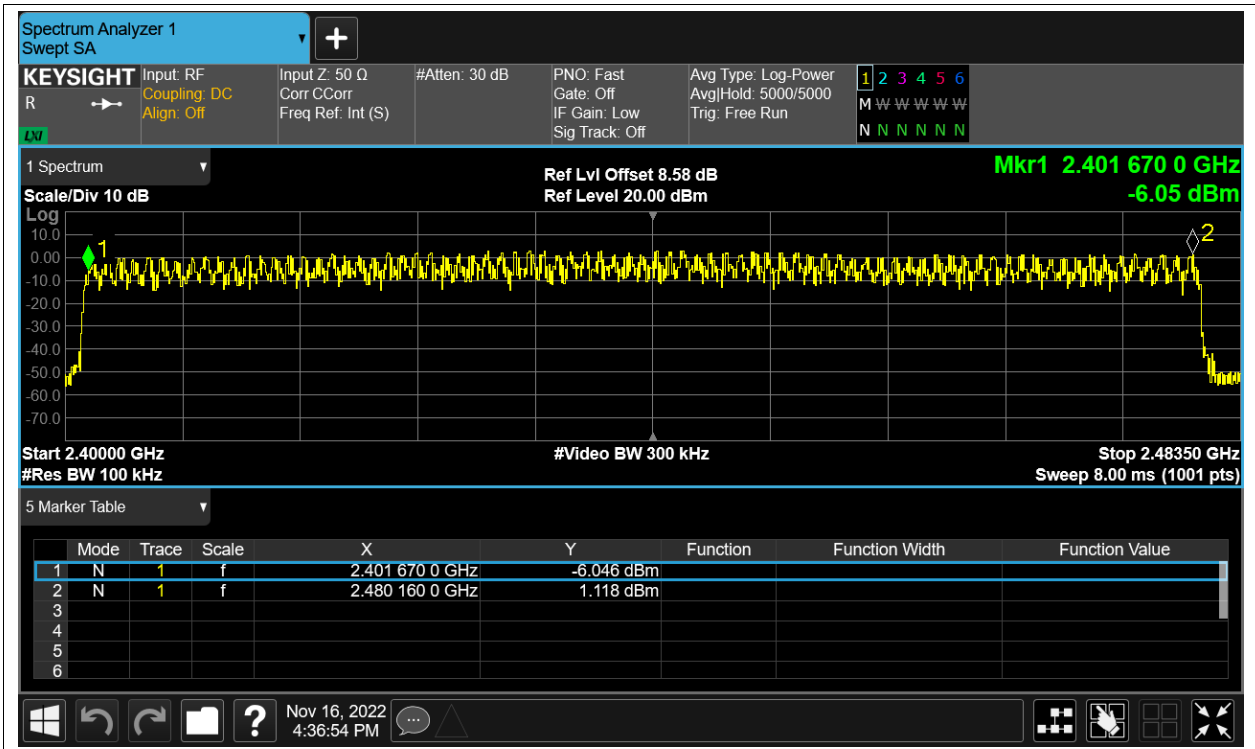 Spectrum Analyzer 1
Swept SA
KEYSIGHT Input: RF Input Z: 50 Ω #Atten: 30 dB PNO: Fast Avg Type: Log-Power 1 2 3 4 5 6
R Coupling: DC Corr CCorr Gate: Off Avg|Hold: 5000/5000 M W W W W W
Align: Off Freq Ref: Int (S) IF Gain: Low Trig: Free Run
LXI Sig Track: Off N N N N N N
1 Spectrum Ref Lvl Offset 8.58 dB Mkr1 2.401 670 0 GHz
Scale/Div 10 dB Ref Level 20.00 dBm -6.05 dBm
Log
10.0
0.00
-10.0
-20.0
-30.0
-40.0
-50.0
-60.0
-70.0
1
2
Start 2.40000 GHz #Video BW 300 kHz Stop 2.48350 GHz
#Res BW 100 kHz Sweep 8.00 ms (1001 pts)
5 Marker Table
Mode Trace Scale X Y Function Function Width Function Value
1 N 1 f 2.401 670 0 GHz -6.046 dBm
2 N 1 f 2.480 160 0 GHz 1.118 dBm
3
4
5
6
? Nov 16, 2022
4:36:54 PM